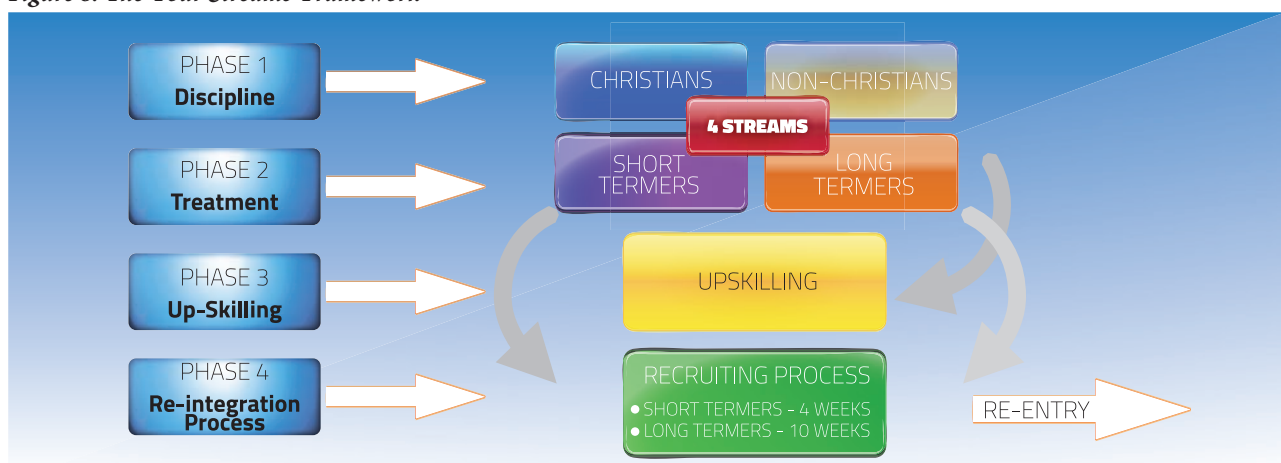 PHASE 1
Discipline
CHRISTIANS
NON-CHRISTIANS
4 STREAMS
PHASE 2
Treatment
SHORT
TERMERS
LONG
TERMERS
PHASE 3
Up-Skilling
UPSKILLING
PHASE 4
Re-integration
Process
RECRUITING PROCESS
● SHORT TERMERS - 4 WEEKS
● LONG TERMERS - 10 WEEKS
RE-ENTRY